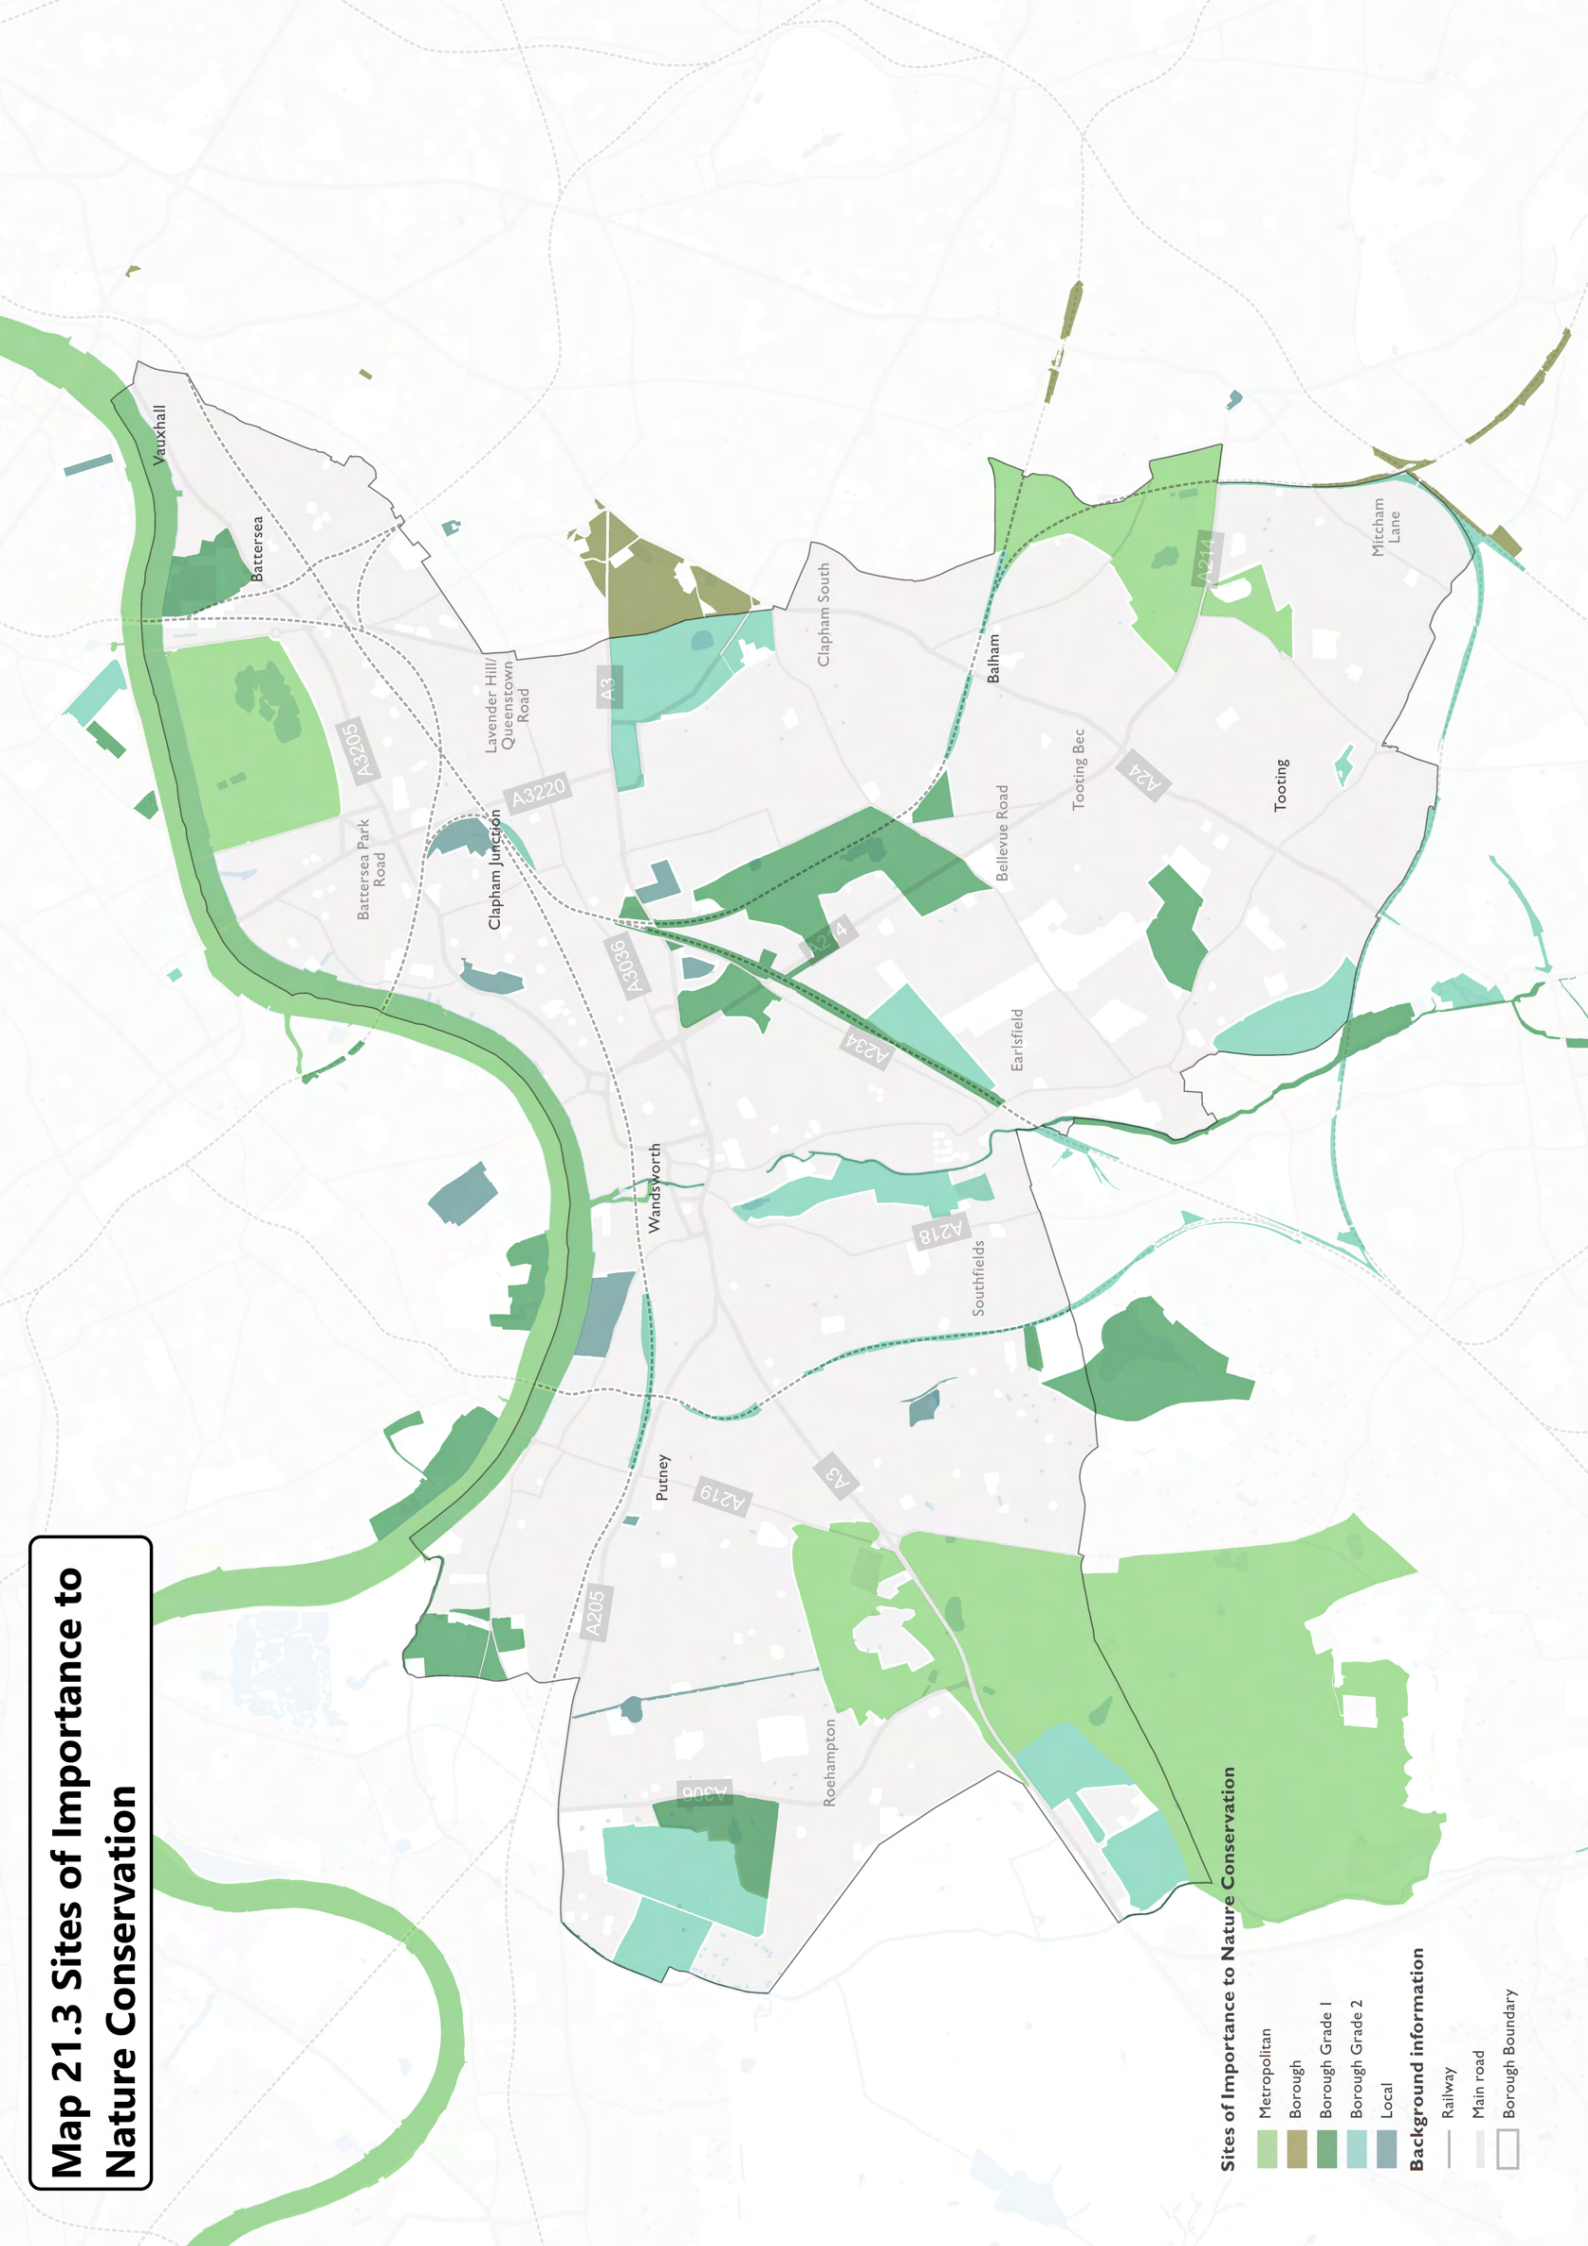 Map 21.3 Sites of Importance to
Nature Conservation
Vauxhall
Battersea
A3205
Battersea Park
Road
Lavender Hill/
Queenstown
Road
A3220
Clapham Junction
A3
Clapham South
A3036
A214
Bellevue Road
Balham
Tooting Bec
A24
A214
Mitcham
Lane
Tooting
A234
Earlsfield
Wandsworth
A218
Southfields
Putney
A219
A3
A205
A306
Roehampton
Sites of Importance to Nature Conservation
Metropolitan
Borough
Borough Grade 1
Borough Grade 2
Local
Background information
Railway
Main road
Borough Boundary